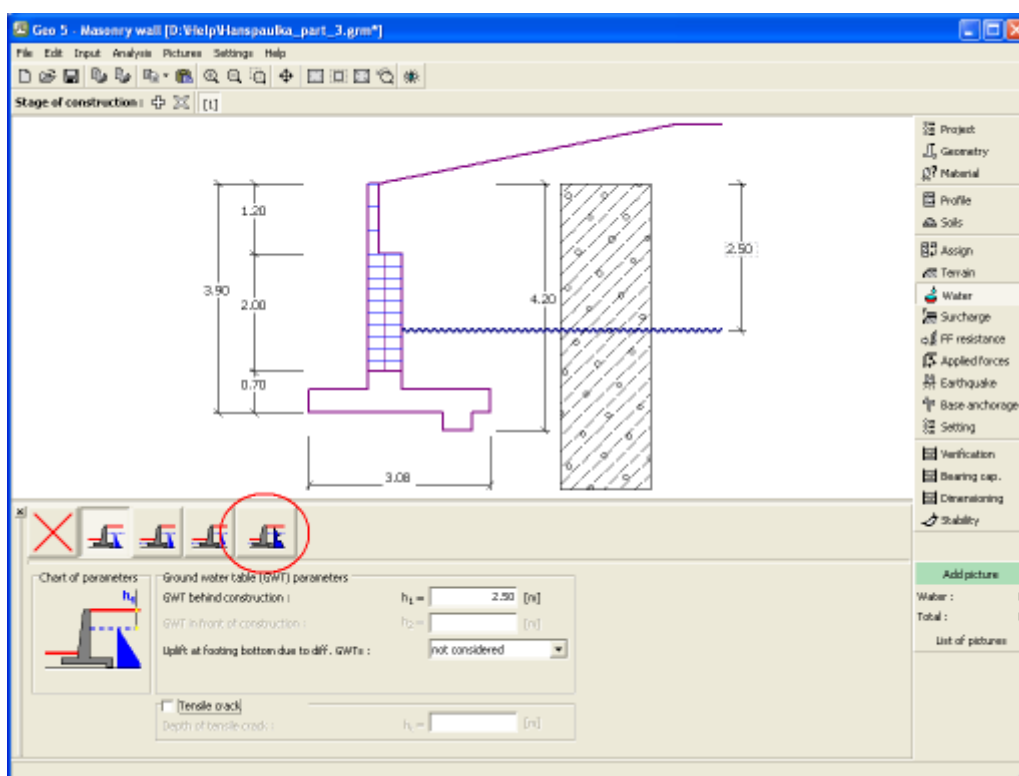 Geo 5 - Masonry wall [D:\Help\Hanspaulka_part_3.grm*]
File Edit Input Analysis Pictures Settings Help
Stage of construction : [1]
Project
Geometry
Material
Profile
Soils
Assign
Terrain
Water
Surcharge
FF resistance
Applied forces
Earthquake
Base anchorage
Setting
Verification
Bearing cap.
Dimensioning
Stability
1.20
2.50
3.90
2.00
4.20
0.70
3.08
Chart of parameters
h1
Ground water table (GWT) parameters
GWT behind construction : h1 = 2.50 [m]
GWT in front of construction : h2 = [m]
Uplift at footing bottom due to diff. GWTs : not considered
Tensile crack
Depth of tensile crack : ht = [m]
Add picture
Water :
Total :
List of pictures